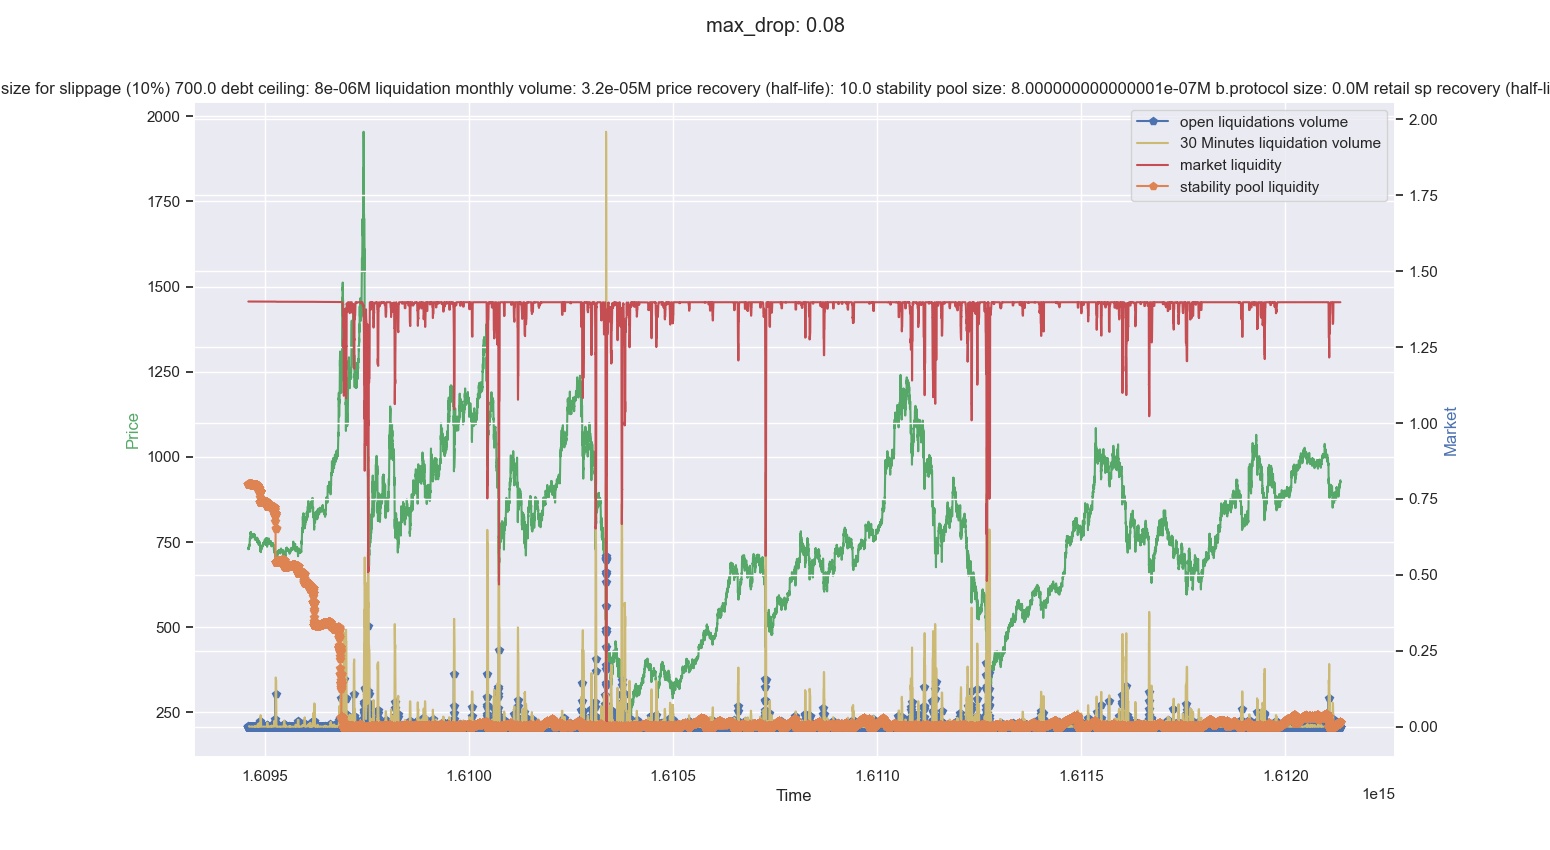 max_drop: 0.08
size for slippage (10%) 700.0 debt ceiling: 8e-06M liquidation monthly volume: 3.2e-05M price recovery (half-life): 10.0 stability pool size: 8.000000000000001e-07M b.protocol size: 0.0M retail sp recovery (half-li
open liquidations volume
30 Minutes liquidation volume
market liquidity
stability pool liquidity
2000
1750
1500
1250
1000
750
500
250
Price
2.00
1.75
1.50
1.25
1.00
0.75
0.50
0.25
0.00
Market
1.6095 1.6100 1.6105 1.6110 1.6115 1.6120
Time
1e15